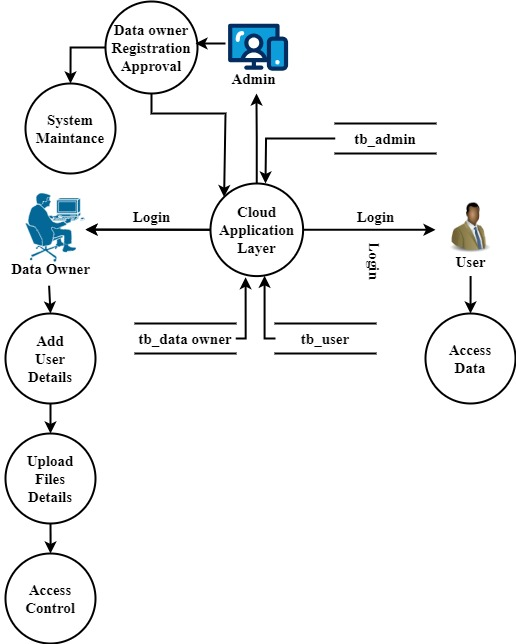 Data owner
Registration
Approval
Admin
System
Maintance
tb_admin
Login
Cloud
Application
Layer
Login
Login
Data Owner
User
tb_data owner
tb_user
Add
User
Details
Access
Data
Upload
Files
Details
Access
Control